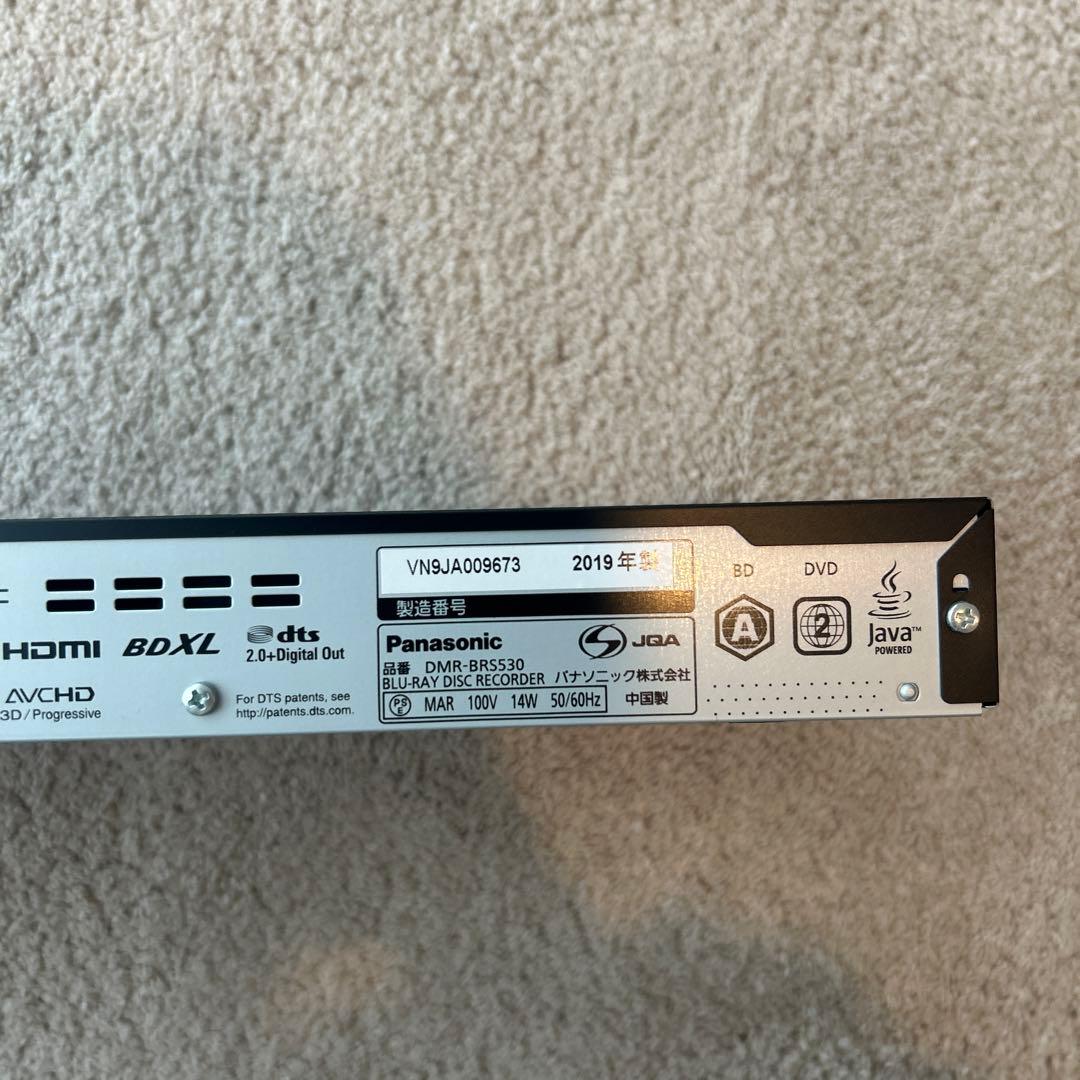 VN9JA009673 2019 年製
製造番号
HDMI BDXL dts
2.0+Digital Out
AVCHD
3D/Progressive
For DTS patents, see
http://patents.dts.com.
Panasonic JQA
品番 DMR-BRS530
BLU-RAY DISC RECORDER パナソニック株式会社
PSE MAR 100V 14W 50/60Hz 中国製
BD DVD
A 2
Java™
POWERED